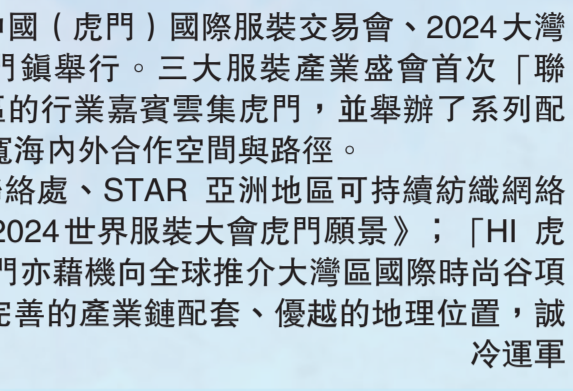 國（虎門）國際服裝交易會、2024大灣
門鎮舉行。三大服裝產業盛會首次「聯
區的行業嘉賓雲集虎門，並舉辦了系列配
寬海內外合作空間與路徑。
絡處、STAR 亞洲地區可持續紡織網絡
2024世界服裝大會虎門願景》；「HI 虎
門亦藉機向全球推介大灣區國際時尚谷項
完善的產業鏈配套、優越的地理位置，誠
冷運軍